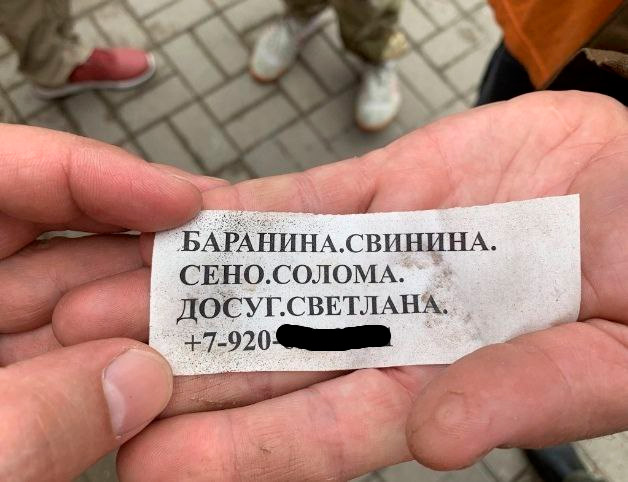 БАРАНИНА.СВИНИНА.
СЕНО.СОЛОМА.
ДОСУГ.СВЕТЛАНА.
+7-920-